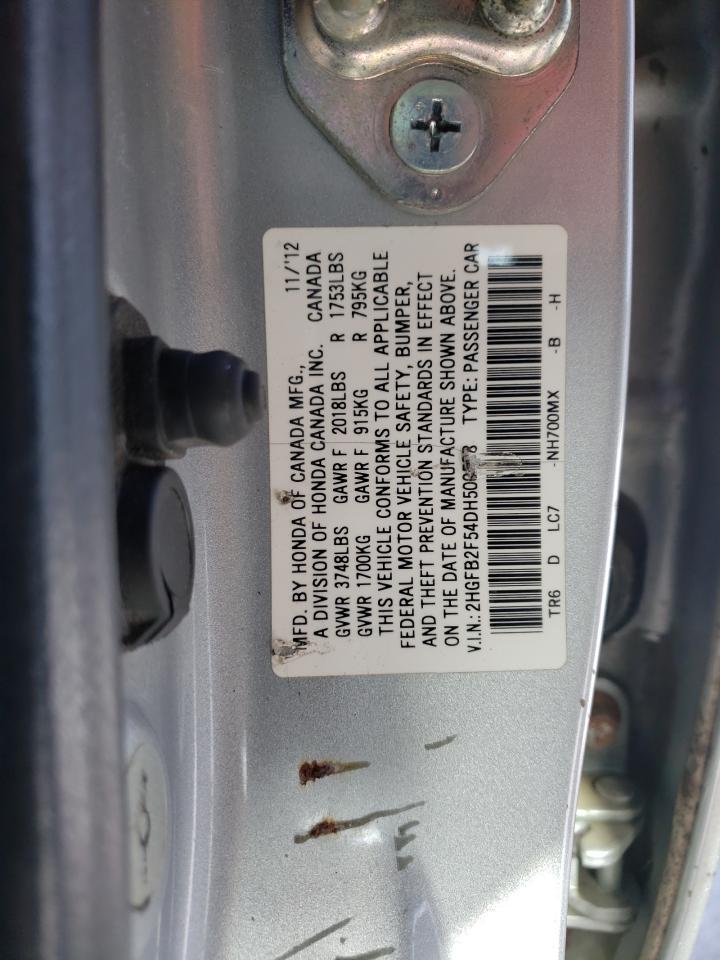 MFD. BY HONDA OF CANADA MFG., 11/'12
A DIVISION OF HONDA CANADA INC. CANADA
GVWR 3748LBS GAWR F 2018LBS R 1753LBS
GVWR 1700KG GAWR F 915KG R 795KG
THIS VEHICLE CONFORMS TO ALL APPLICABLE
FEDERAL MOTOR VEHICLE SAFETY, BUMPER,
AND THEFT PREVENTION STANDARDS IN EFFECT
ON THE DATE OF MANUFACTURE SHOWN ABOVE.
V.I.N.: TYPE: PASSENGER CAR
TR6 D LC7 -NH700MX -B -H